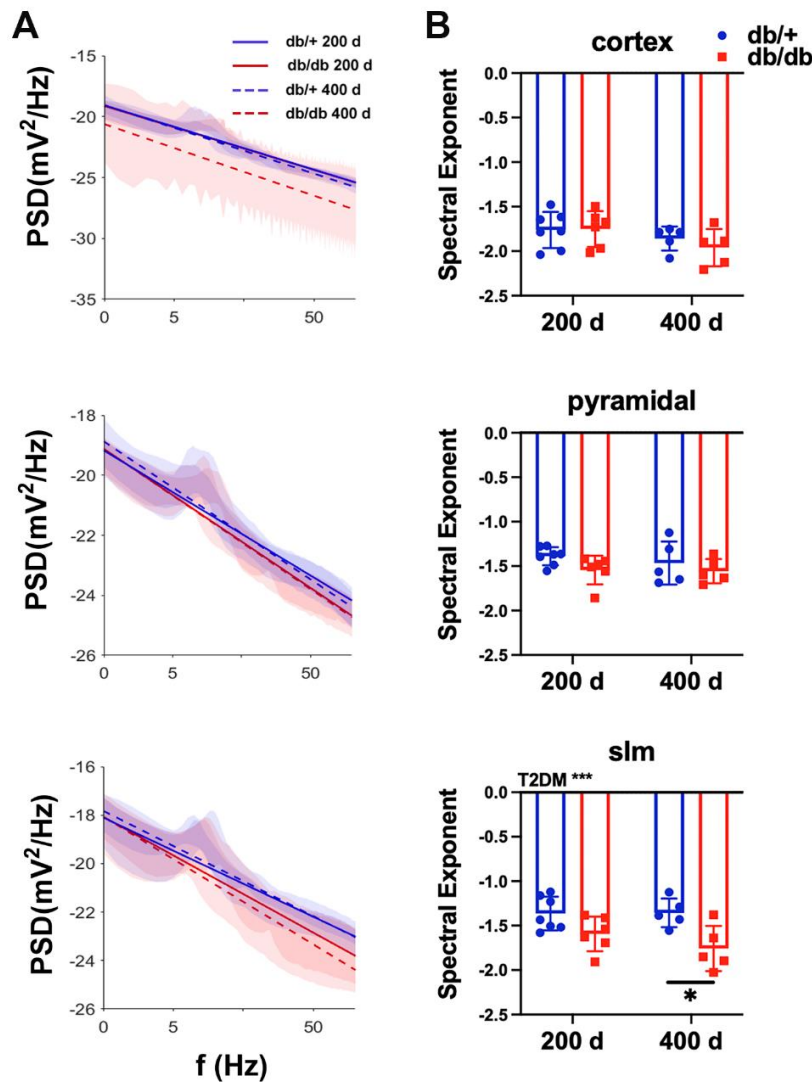 A
PSD(mV²/Hz)
-15
-20
-25
-30
-35
0
5
50
db/+ 200 d
db/db 200 d
db/+ 400 d
db/db 400 d
B
db/+
db/db
cortex
Spectral Exponent
0.0
-0.5
-1.0
-1.5
-2.0
-2.5
200 d
400 d
PSD(mV²/Hz)
-18
-20
-22
-24
-26
0
5
50
pyramidal
Spectral Exponent
0.0
-0.5
-1.0
-1.5
-2.0
-2.5
200 d
400 d
PSD(mV²/Hz)
-16
-18
-20
-22
-24
-26
0
5
50
f (Hz)
slm
T2DM ***
Spectral Exponent
0.0
-0.5
-1.0
-1.5
-2.0
-2.5
*
200 d
400 d